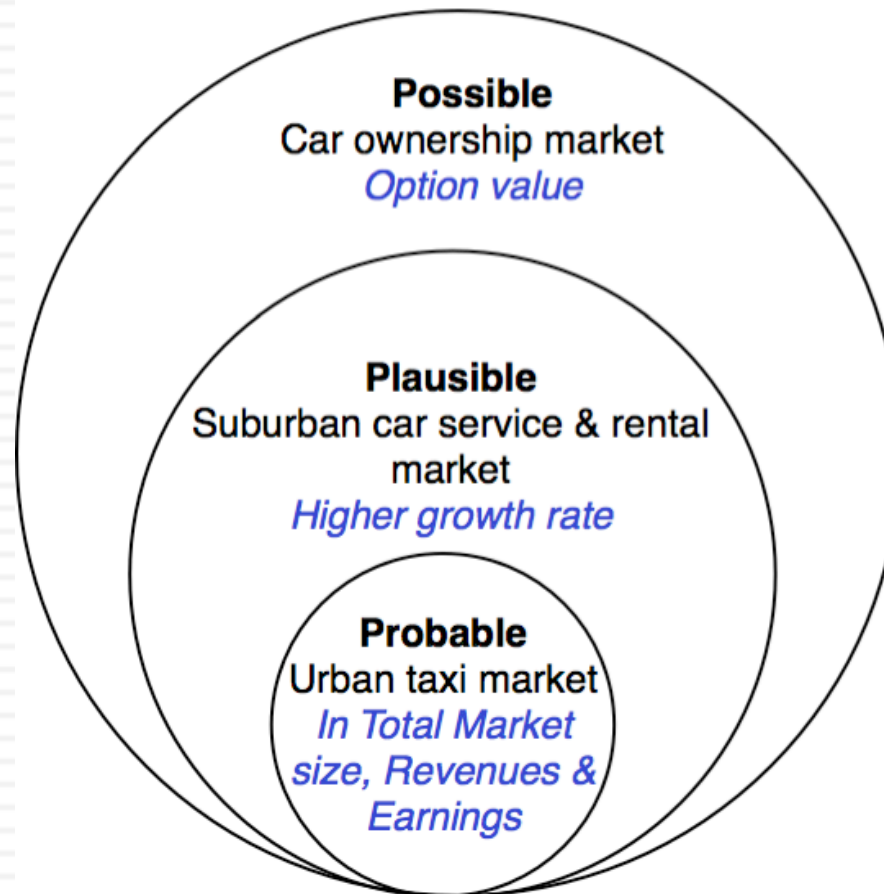 Possible
Car ownership market
Option value
Plausible
Suburban car service & rental
market
Higher growth rate
Probable
Urban taxi market
In Total Market
size, Revenues &
Earnings